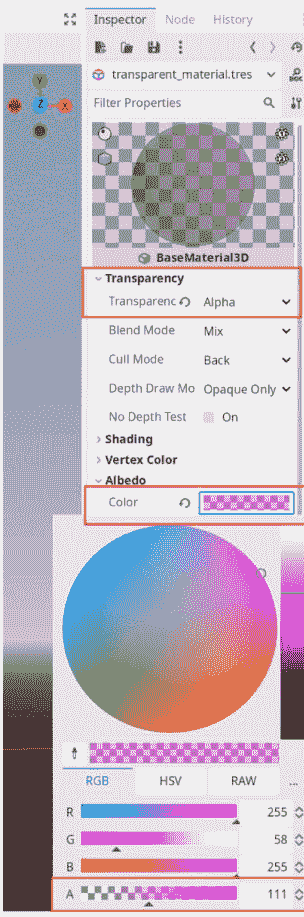 Inspector Node History
transparent_material.tres
Filter Properties
BaseMaterial3D
Transparency
Transparenc Alpha
Blend Mode Mix
Cull Mode Back
Depth Draw Mo Opaque Only
No Depth Test On
Shading
Vertex Color
Albedo
Color
RGB HSV RAW ...
R 255
G 58
B 255
A 111
Y
Z X